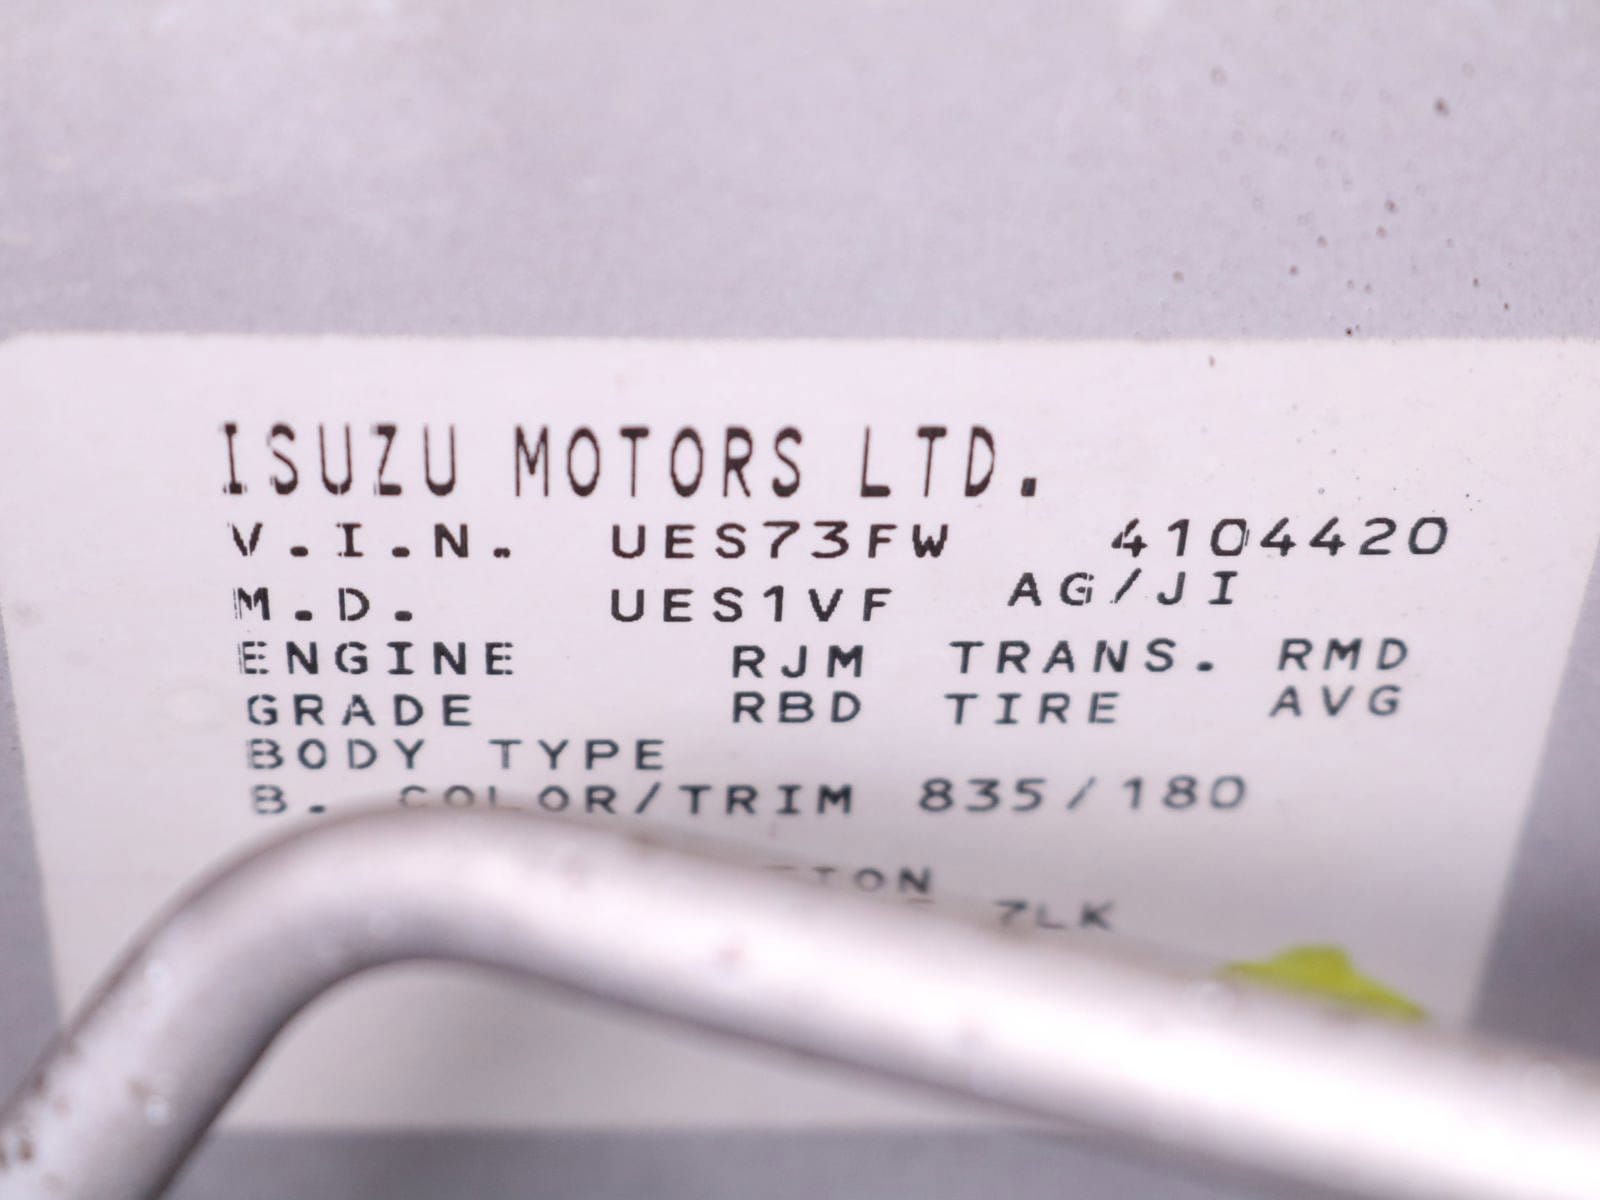 ISUZU MOTORS LTD.
V.I.N. UES73FW 4104420
M.D. UES1VF AG/JI
ENGINE RJM TRANS. RMD
GRADE RBD TIRE AVG
BODY TYPE
B. COLOR/TRIM 835/180
7LK